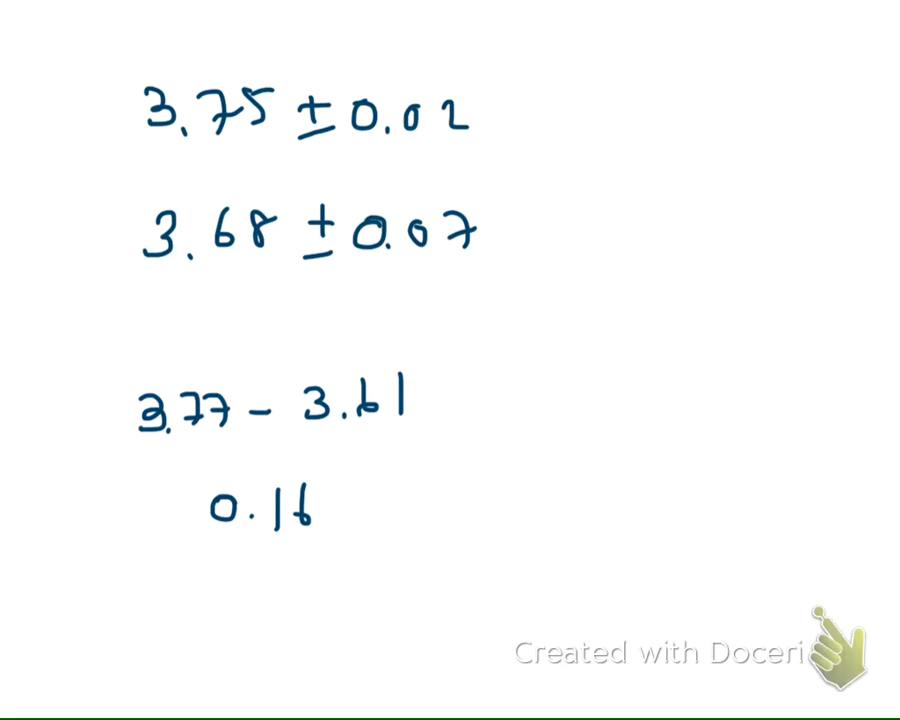 3.75 ± 0.02
3.68 ± 0.07
3.77 - 3.61
0.16
Created with Doceri